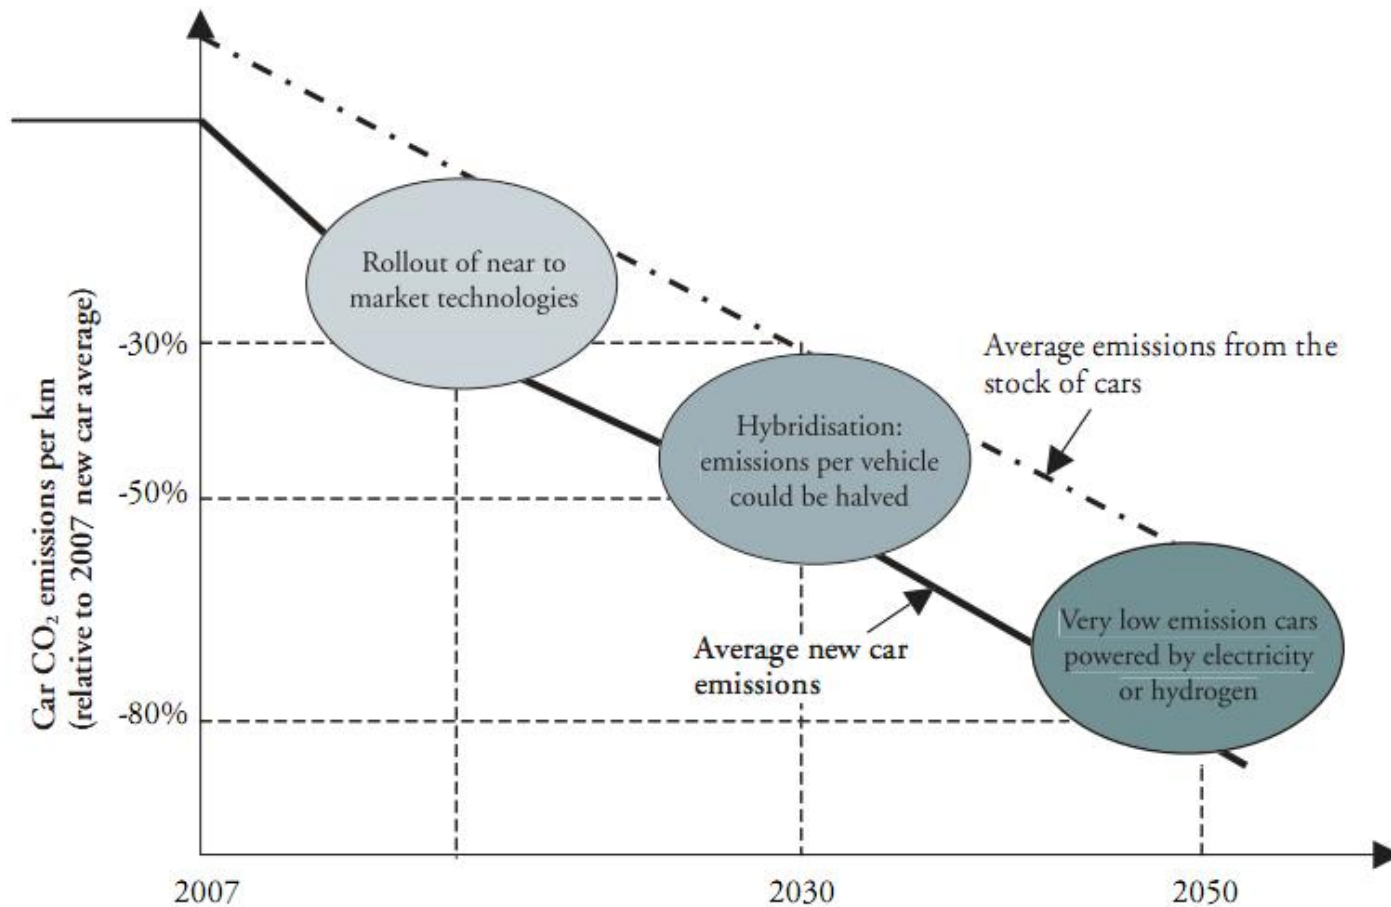 Rollout of near to
market technologies
Car CO₂ emissions per km
(relative to 2007 new car average)
-30%
Average emissions from the
stock of cars
Hybridisation:
emissions per vehicle
could be halved
-50%
Average new car
emissions
Very low emission cars
powered by electricity
or hydrogen
-80%
2007
2030
2050